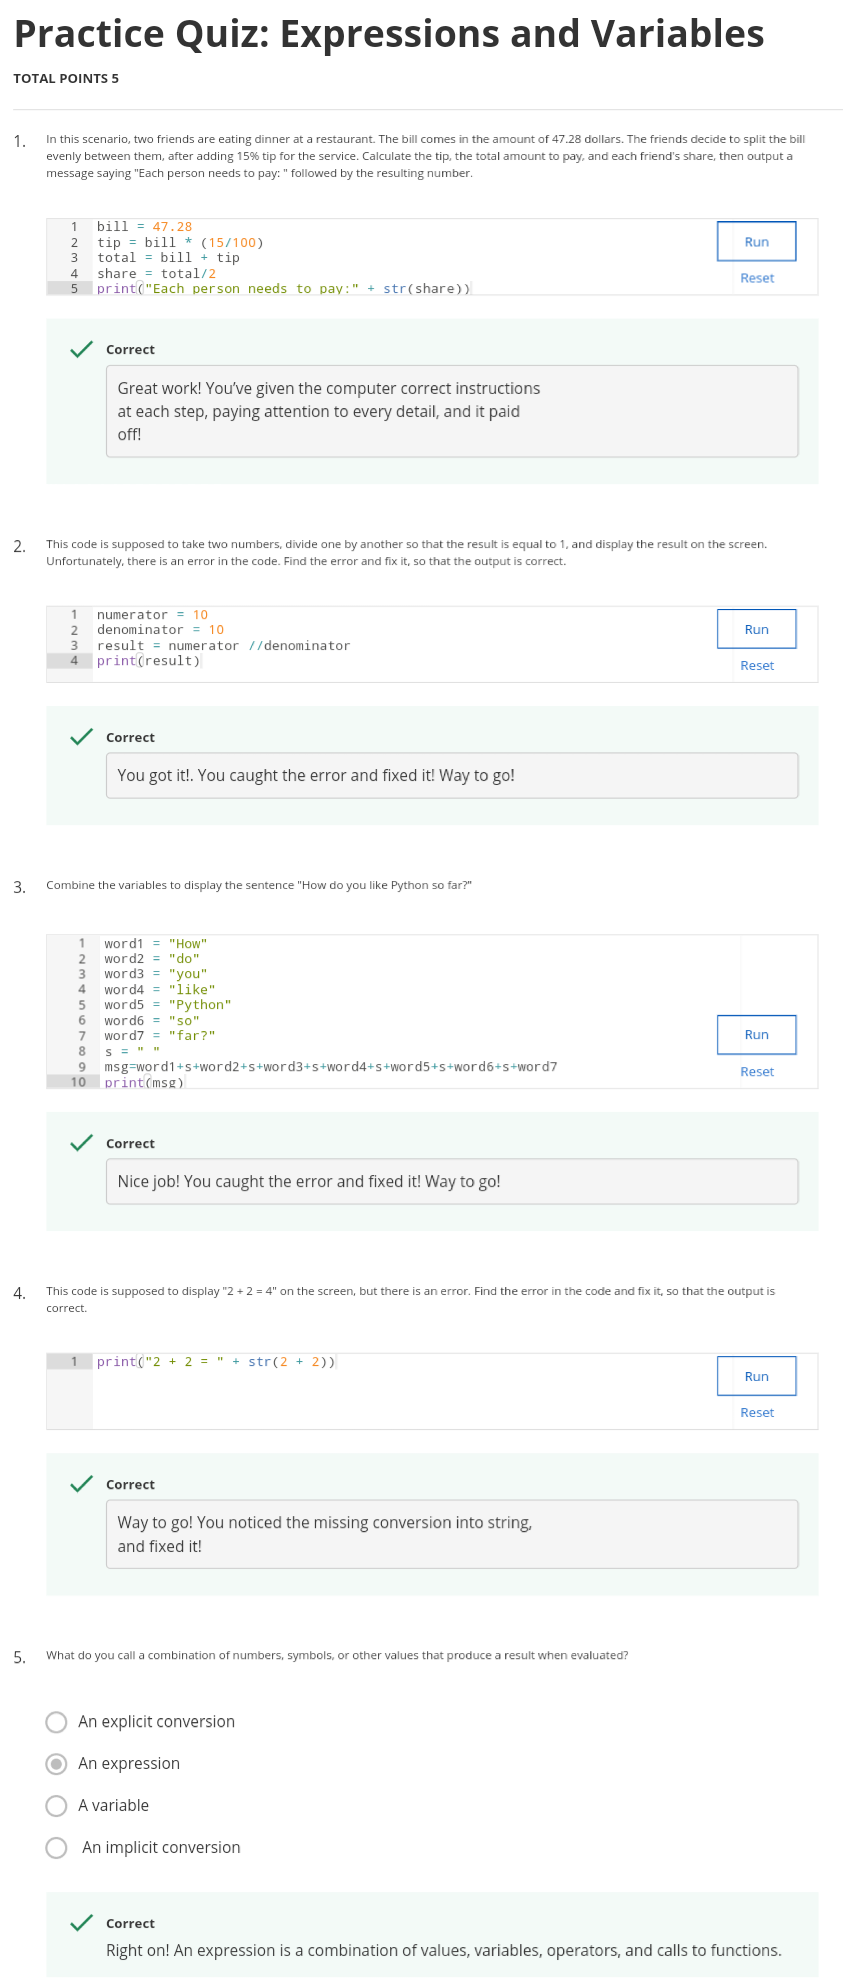 Practice Quiz: Expressions and Variables
TOTAL POINTS 5
1. In this scenario, two friends are eating dinner at a restaurant. The bill comes in the amount of 47.28 dollars. The friends decide to split the bill
evenly between them, after adding 15% tip for the service. Calculate the tip, the total amount to pay, and each friend's share, then output a
message saying "Each person needs to pay: " followed by the resulting number.
1 bill = 47.28
2 tip = bill * (15/100)
3 total = bill + tip
4 share = total/2
5 print("Each person needs to pay:" + str(share))
Run
Reset
Correct
Great work! You’ve given the computer correct instructions
at each step, paying attention to every detail, and it paid
off!
2. This code is supposed to take two numbers, divide one by another so that the result is equal to 1, and display the result on the screen.
Unfortunately, there is an error in the code. Find the error and fix it, so that the output is correct.
1 numerator = 10
2 denominator = 10
3 result = numerator //denominator
4 print(result)
Run
Reset
Correct
You got it!. You caught the error and fixed it! Way to go!
3. Combine the variables to display the sentence "How do you like Python so far?"
1 word1 = "How"
2 word2 = "do"
3 word3 = "you"
4 word4 = "like"
5 word5 = "Python"
6 word6 = "so"
7 word7 = "far?"
8 s = " "
9 msg=word1+s+word2+s+word3+s+word4+s+word5+s+word6+s+word7
10 print(msg)
Run
Reset
Correct
Nice job! You caught the error and fixed it! Way to go!
4. This code is supposed to display "2 + 2 = 4" on the screen, but there is an error. Find the error in the code and fix it, so that the output is
correct.
1 print("2 + 2 = " + str(2 + 2))
Run
Reset
Correct
Way to go! You noticed the missing conversion into string,
and fixed it!
5. What do you call a combination of numbers, symbols, or other values that produce a result when evaluated?
An explicit conversion
An expression
A variable
An implicit conversion
Correct
Right on! An expression is a combination of values, variables, operators, and calls to functions.